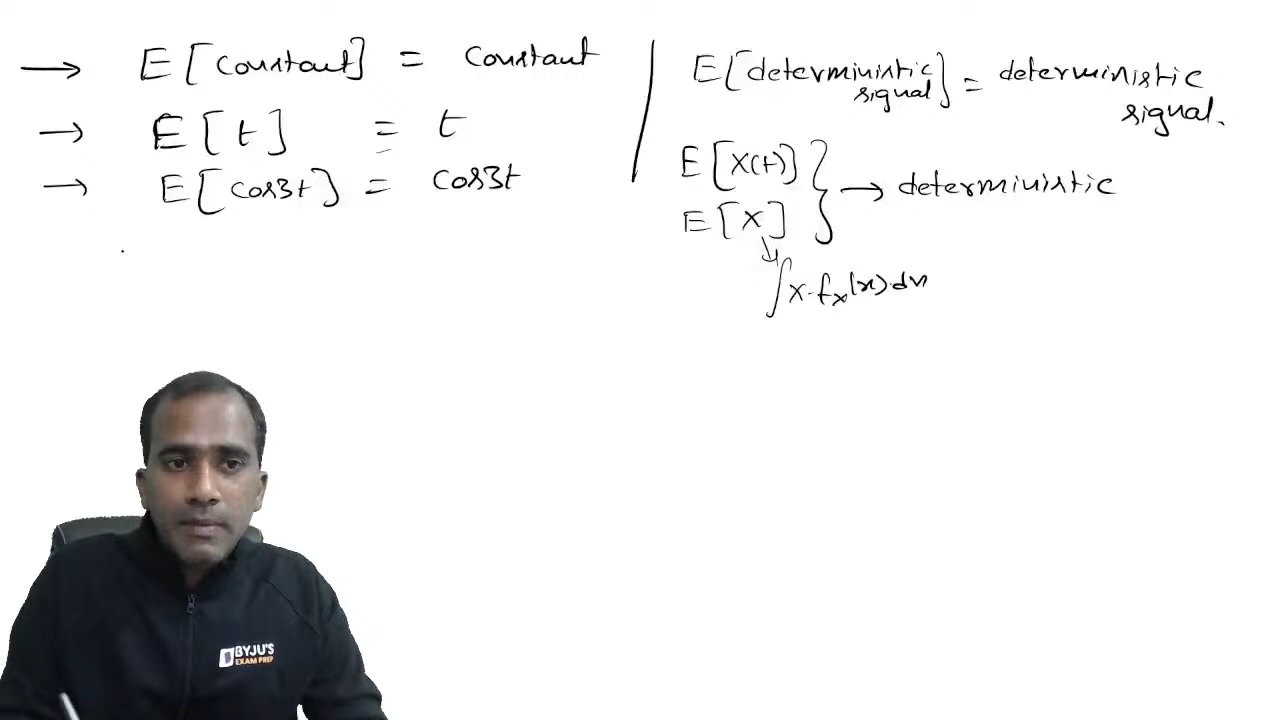 → E[constant] = constant
→ E[t] = t
→ E[cos3t] = cos3t
E[deterministic signal] = deterministic signal.
E[X(t)]
E[X] } → deterministic
∫x.fx(x).dx
BYJU'S
EXAM PREP